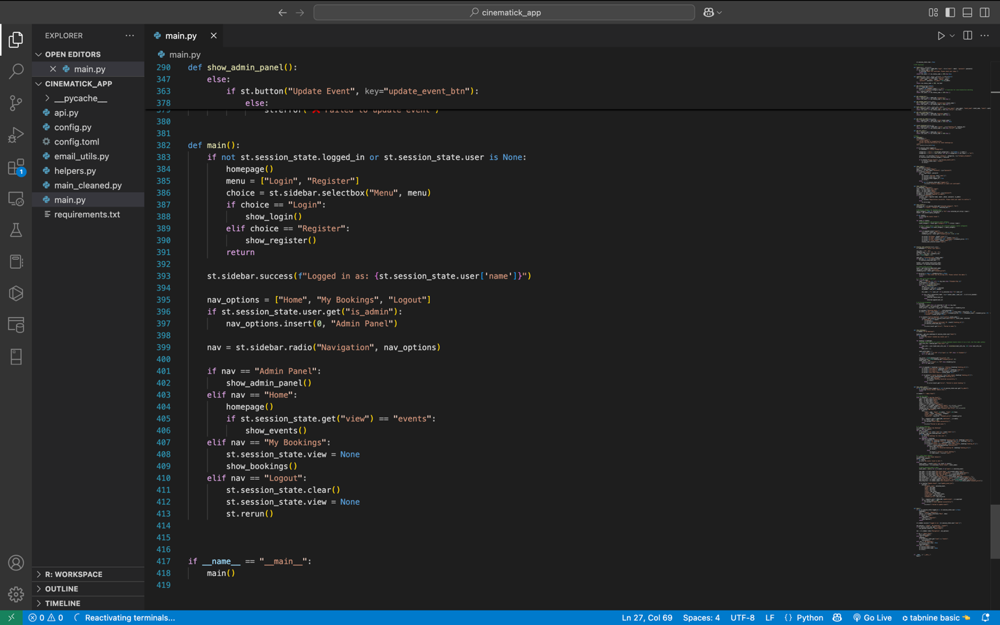 cinematick_app
EXPLORER
main.py
OPEN EDITORS
main.py
main.py
CINEMATICK_APP
__pycache__
api.py
config.py
config.toml
email_utils.py
helpers.py
main_cleaned.py
main.py
requirements.txt
1
290 def show_admin_panel():
347 else:
363 if st.button("Update Event", key="update_event_btn"):
378 else:
379 st.error("❌ Failed to update event")
380
381
382 def main():
383 if not st.session_state.logged_in or st.session_state.user is None:
384 homepage()
385 menu = ["Login", "Register"]
386 choice = st.sidebar.selectbox("Menu", menu)
387 if choice == "Login":
388 show_login()
389 elif choice == "Register":
390 show_register()
391 return
392
393 st.sidebar.success(f"Logged in as: {st.session_state.user['name']}")
394
395 nav_options = ["Home", "My Bookings", "Logout"]
396 if st.session_state.user.get("is_admin"):
397 nav_options.insert(0, "Admin Panel")
398
399 nav = st.sidebar.radio("Navigation", nav_options)
400
401 if nav == "Admin Panel":
402 show_admin_panel()
403 elif nav == "Home":
404 homepage()
405 if st.session_state.get("view") == "events":
406 show_events()
407 elif nav == "My Bookings":
408 st.session_state.view = None
409 show_bookings()
410 elif nav == "Logout":
411 st.session_state.clear()
412 st.session_state.view = None
413 st.rerun()
414
415
416
417 if __name__ == "__main__":
418 main()
419
R: WORKSPACE
OUTLINE
TIMELINE
0 0 Reactivating terminals... Ln 27, Col 69 Spaces: 4 UTF-8 LF {} Python Go Live tabnine basic